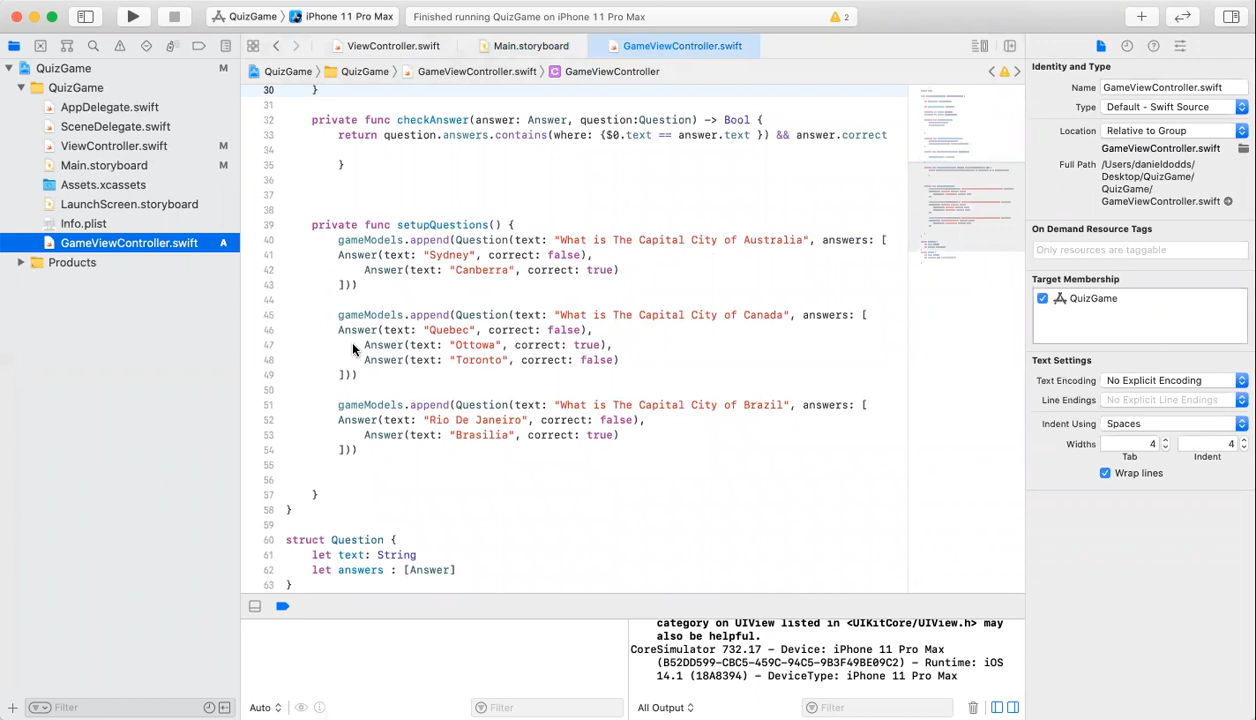 QuizGame
iPhone 11 Pro Max
Finished running QuizGame on iPhone 11 Pro Max
2
ViewController.swift
Main.storyboard
GameViewController.swift
QuizGame
M
QuizGame
AppDelegate.swift
SceneDelegate.swift
ViewController.swift
M
Main.storyboard
M
Assets.xcassets
LaunchScreen.storyboard
Info.plist
GameViewController.swift
A
Products
QuizGame
QuizGame
GameViewController.swift
C GameViewController
30 }
31
32 private func checkAnswer(answer: Answer, question:Question) -> Bool {
33 return question.answers.contains(where: {$0.text == answer.text }) && answer.correct
34
35 }
36
37
38
39 private func setupQuestions() {
40 gameModels.append(Question(text: "What is The Capital City of Australia", answers: [
41 Answer(text: "Sydney", correct: false),
42 Answer(text: "Canberra", correct: true)
43 ]))
44
45 gameModels.append(Question(text: "What is The Capital City of Canada", answers: [
46 Answer(text: "Quebec", correct: false),
47 Answer(text: "Ottowa", correct: true),
48 Answer(text: "Toronto", correct: false)
49 ]))
50
51 gameModels.append(Question(text: "What is The Capital City of Brazil", answers: [
52 Answer(text: "Rio De Janeiro", correct: false),
53 Answer(text: "Brasilia", correct: true)
54 ]))
55
56
57 }
58 }
59
60 struct Question {
61 let text: String
62 let answers : [Answer]
63 }
category on UIView listed in <UIKitCore/UIView.h> may
also be helpful.
CoreSimulator 732.17 - Device: iPhone 11 Pro Max
(B52DD599-CBC5-459C-94C5-9B3F49BE09C2) - Runtime: iOS
14.1 (18A8394) - DeviceType: iPhone 11 Pro Max
Filter
Auto
Filter
All Output
Filter
Identity and Type
Name GameViewController.swift
Type Default - Swift Source
Location Relative to Group
GameViewController.swift
Full Path /Users/danieldodds/
Desktop/QuizGame/
QuizGame/
GameViewController.swift
On Demand Resource Tags
Only resources are taggable
Target Membership
QuizGame
Text Settings
Text Encoding No Explicit Encoding
Line Endings No Explicit Line Endings
Indent Using Spaces
Widths 4 4
Tab Indent
Wrap lines